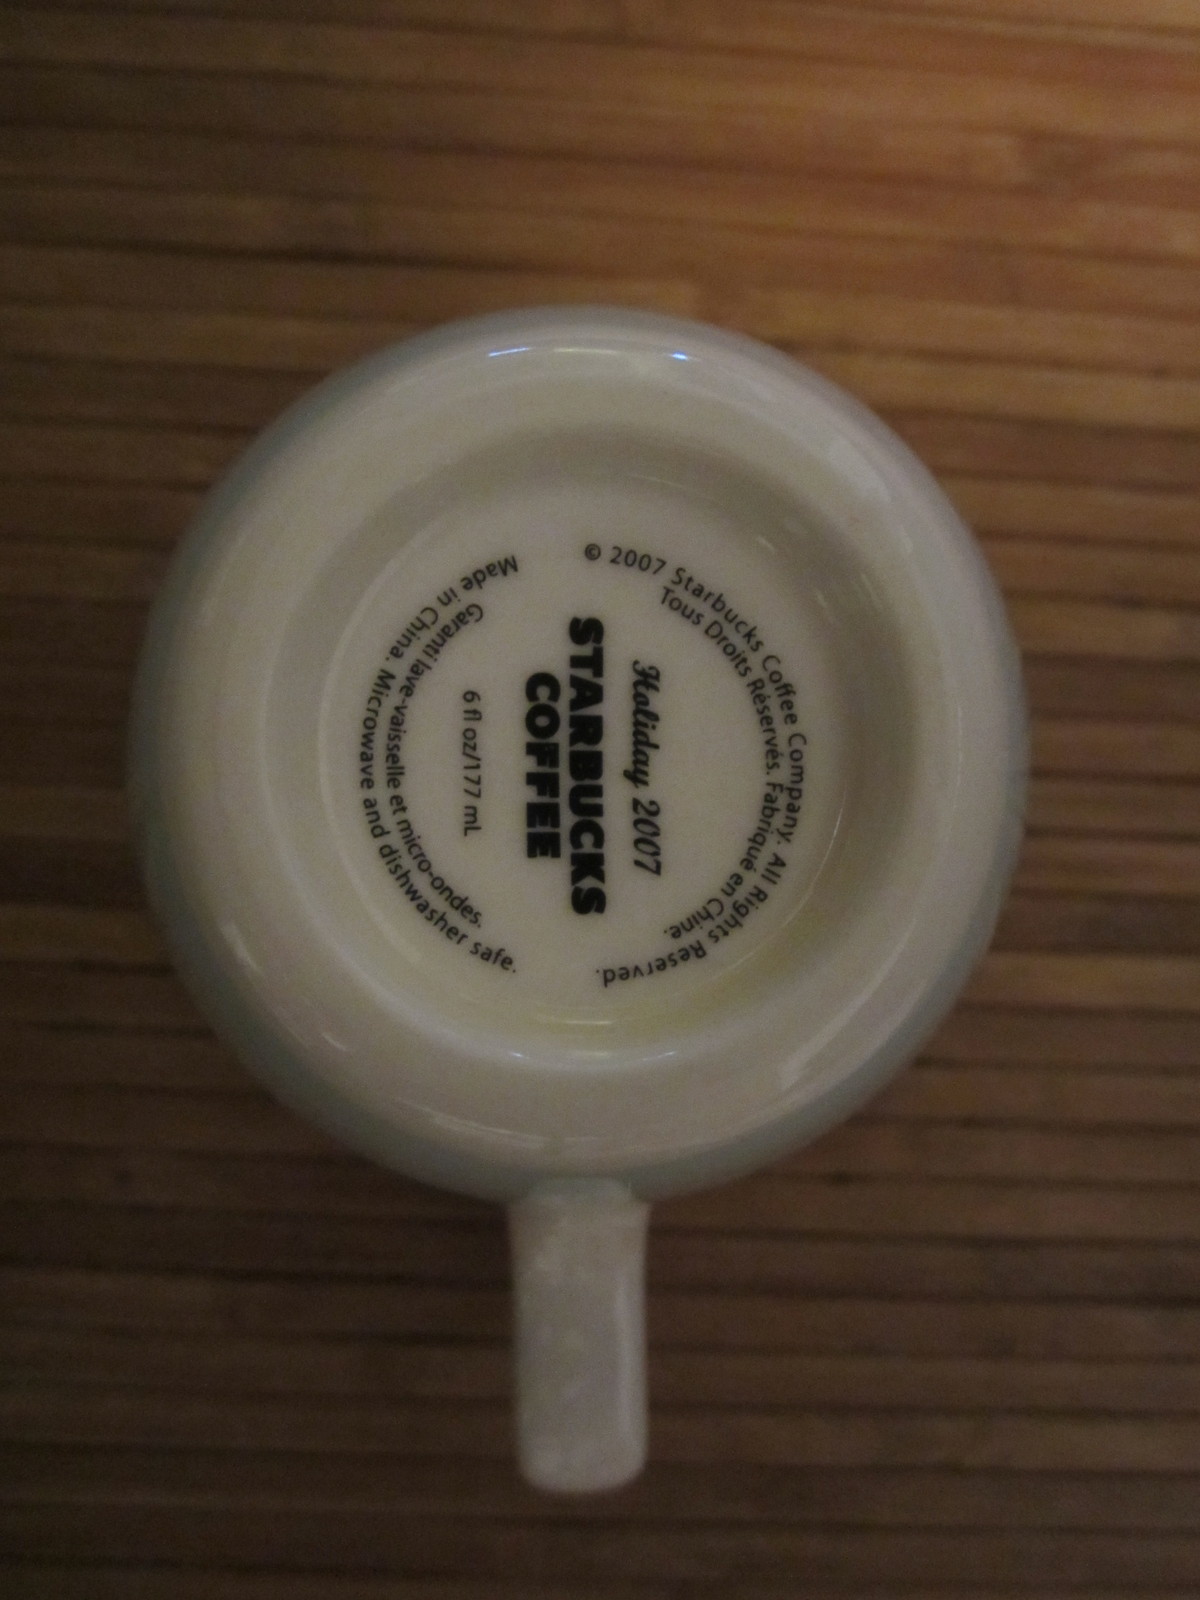 © 2007 Starbucks Coffee Company. All Rights Reserved.
Tous Droits Réservés. Fabriqué en Chine.
Holiday 2007
STARBUCKS
COFFEE
6 fl oz/177 mL
Garanti lave-vaisselle et micro-ondes.
Made in China. Microwave and dishwasher safe.